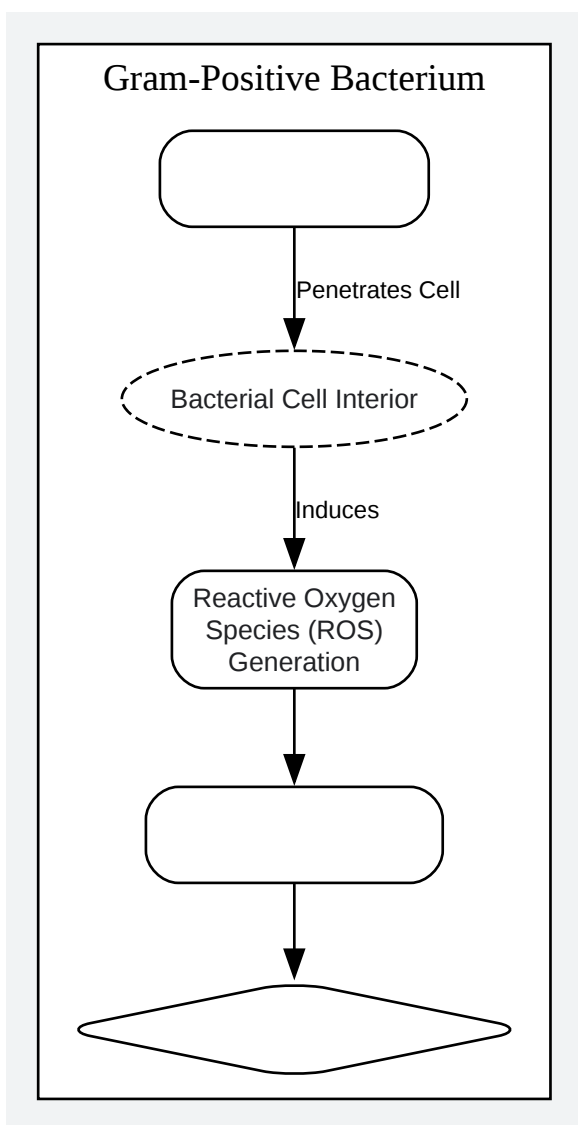 Gram-Positive Bacterium
Penetrates Cell
Bacterial Cell Interior
Induces
Reactive Oxygen
Species (ROS)
Generation